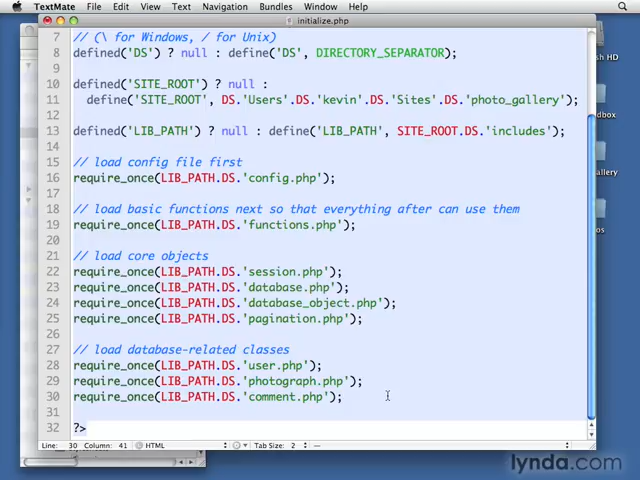 TextMate File Edit View Text Navigation Bundles Window Help
initialize.php
7 // (\ for Windows, / for Unix)
8 defined('DS') ? null : define('DS', DIRECTORY_SEPARATOR);
9
10 defined('SITE_ROOT') ? null :
11 define('SITE_ROOT', DS.'Users'.DS.'kevin'.DS.'Sites'.DS.'photo_gallery');
12
13 defined('LIB_PATH') ? null : define('LIB_PATH', SITE_ROOT.DS.'includes');
14
15 // load config file first
16 require_once(LIB_PATH.DS.'config.php');
17
18 // load basic functions next so that everything after can use them
19 require_once(LIB_PATH.DS.'functions.php');
20
21 // load core objects
22 require_once(LIB_PATH.DS.'session.php');
23 require_once(LIB_PATH.DS.'database.php');
24 require_once(LIB_PATH.DS.'database_object.php');
25 require_once(LIB_PATH.DS.'pagination.php');
26
27 // load database-related classes
28 require_once(LIB_PATH.DS.'user.php');
29 require_once(LIB_PATH.DS.'photograph.php');
30 require_once(LIB_PATH.DS.'comment.php');
31
32 ?>
Line: 30 Column: 41 HTML Tab Size: 2 —
sh HD
dbox
allery
os
lynda.com